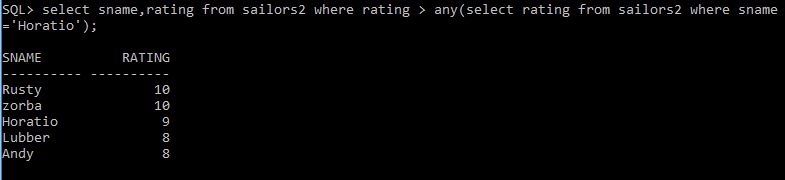 SQL> select sname,rating from sailors2 where rating > any(select rating from sailors2 where sname
='Horatio');
SNAME RATING
---------- ----------
Rusty 10
zorba 10
Horatio 9
Lubber 8
Andy 8